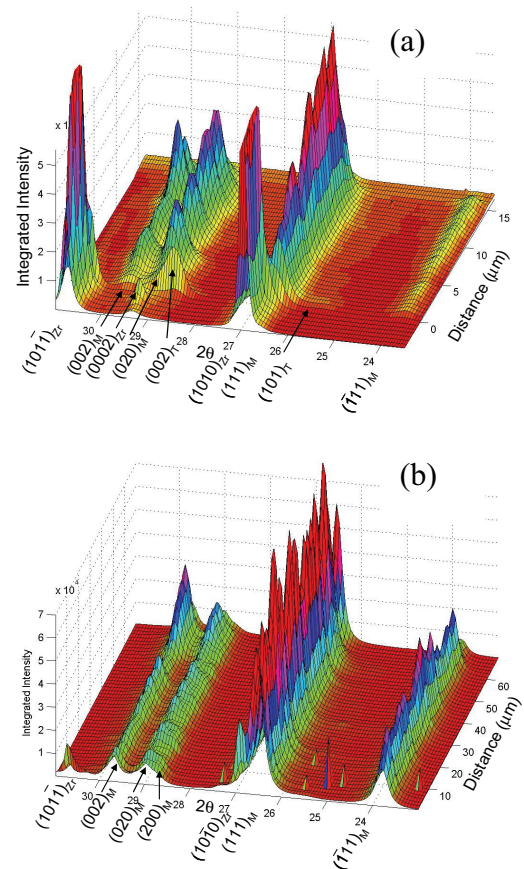 (a)
Integrated Intensity
x 1
5
4
3
2
1
30
29
28
27
26
25
24
2θ
0
5
10
15
Distance (μm)
(101̄1)Zr
(002)M
(0002)Zr
(020)M
(002)T
(1010)Zr
(111)M
(101)T
(1̄11)M
(b)
Integrated Intensity
x 10⁴
7
6
5
4
3
2
1
30
29
28
27
26
25
24
2θ
10
20
30
40
50
60
Distance (μm)
(101̄1)Zr
(002)M
(020)M
(200)M
(101̄0)Zr
(111)M
(1̄11)M